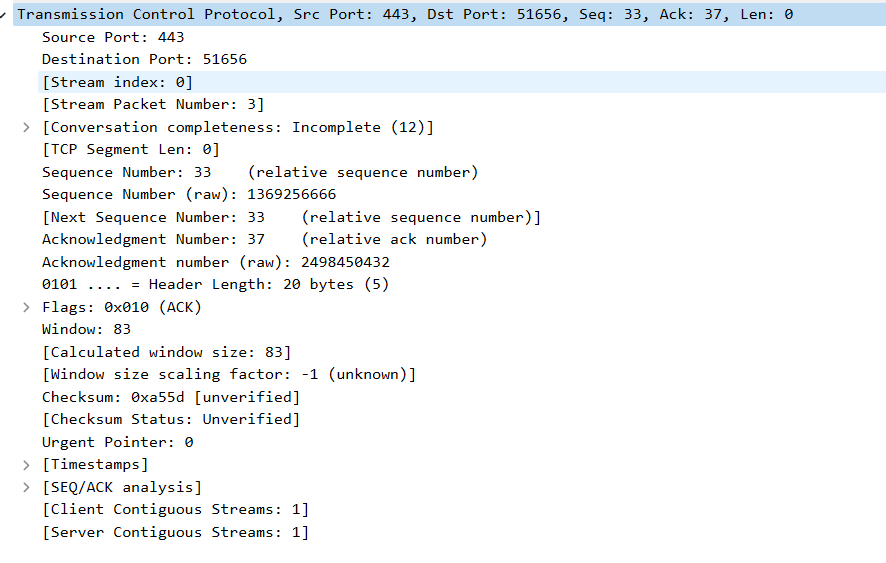 Transmission Control Protocol, Src Port: 443, Dst Port: 51656, Seq: 33, Ack: 37, Len: 0
Source Port: 443
Destination Port: 51656
[Stream index: 0]
[Stream Packet Number: 3]
[Conversation completeness: Incomplete (12)]
[TCP Segment Len: 0]
Sequence Number: 33    (relative sequence number)
Sequence Number (raw): 1369256666
[Next Sequence Number: 33    (relative sequence number)]
Acknowledgment Number: 37    (relative ack number)
Acknowledgment number (raw): 2498450432
0101 .... = Header Length: 20 bytes (5)
Flags: 0x010 (ACK)
Window: 83
[Calculated window size: 83]
[Window size scaling factor: -1 (unknown)]
Checksum: 0xa55d [unverified]
[Checksum Status: Unverified]
Urgent Pointer: 0
[Timestamps]
[SEQ/ACK analysis]
[Client Contiguous Streams: 1]
[Server Contiguous Streams: 1]